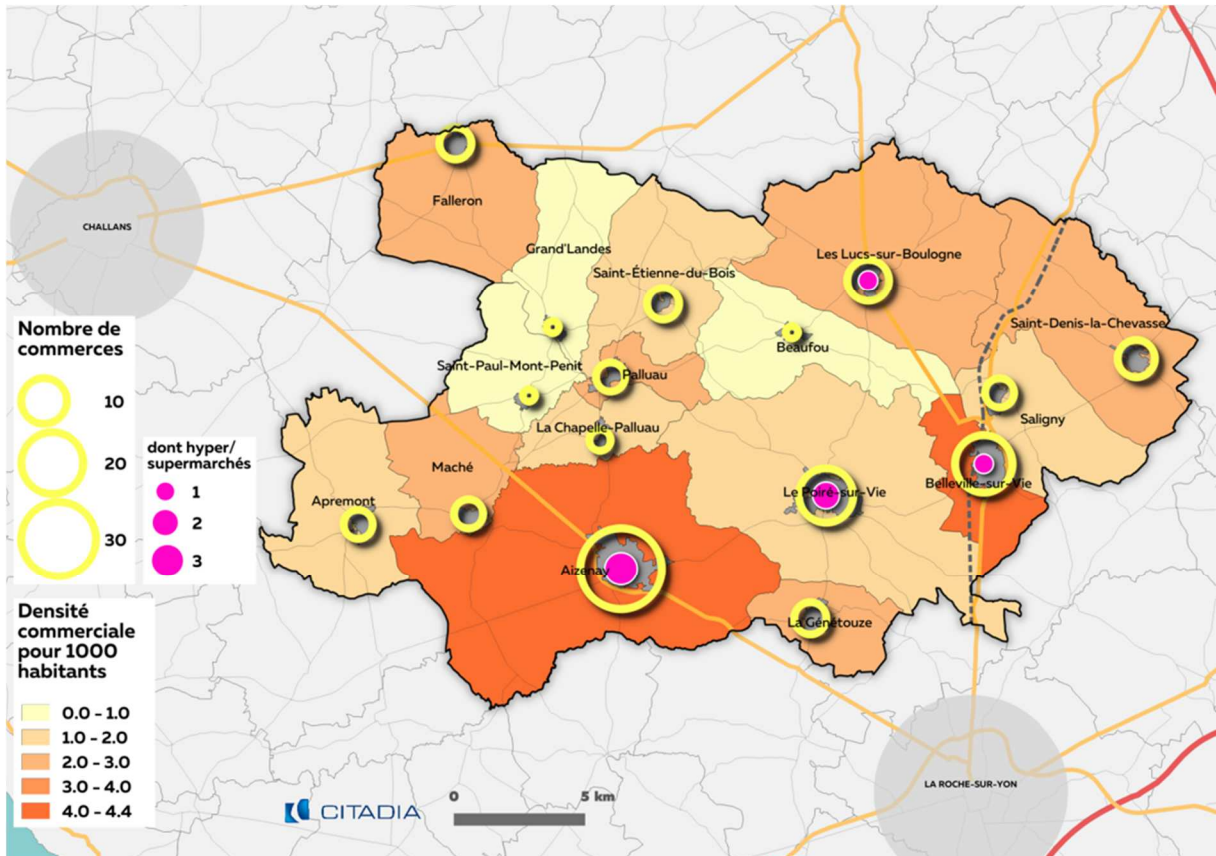 CHALLANS
Falleron
Grand'Landes
Les Lucs-sur-Boulogne
Saint-Étienne-du-Bois
Saint-Denis-la-Chevasse
Beaufou
Saint-Paul-Mont-Penit
Palluau
Saligny
La Chapelle-Palluau
Maché
Belleville-sur-Vie
Le Poiré-sur-Vie
Apremont
Aizenay
La Génétouze
LA ROCHE-SUR-YON
Nombre de
commerces
10
20
30
dont hyper/
supermarchés
1
2
3
Densité
commerciale
pour 1000
habitants
0.0 - 1.0
1.0 - 2.0
2.0 - 3.0
3.0 - 4.0
4.0 - 4.4
CITADIA
0 5 km